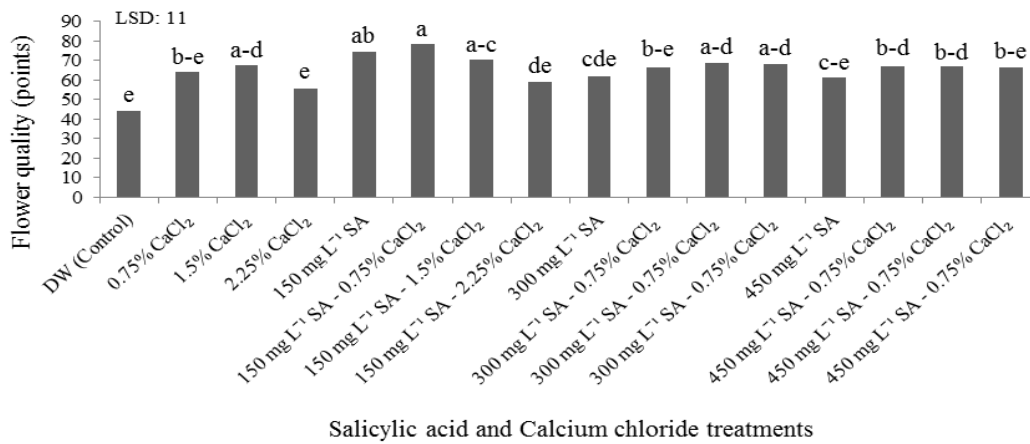 LSD: 11
Flower quality (points)
90
80
70
60
50
40
30
20
10
0
e
b-e
a-d
e
ab
a
a-c
de
cde
b-e
a-d
a-d
c-e
b-d
b-d
b-e
DW (Control)
0.75% CaCl₂
1.5% CaCl₂
2.25% CaCl₂
150 mg L⁻¹ SA
150 mg L⁻¹ SA - 0.75% CaCl₂
150 mg L⁻¹ SA - 1.5% CaCl₂
150 mg L⁻¹ SA - 2.25% CaCl₂
300 mg L⁻¹ SA
300 mg L⁻¹ SA - 0.75% CaCl₂
300 mg L⁻¹ SA - 0.75% CaCl₂
300 mg L⁻¹ SA - 0.75% CaCl₂
450 mg L⁻¹ SA
450 mg L⁻¹ SA - 0.75% CaCl₂
450 mg L⁻¹ SA - 0.75% CaCl₂
450 mg L⁻¹ SA - 0.75% CaCl₂
Salicylic acid and Calcium chloride treatments